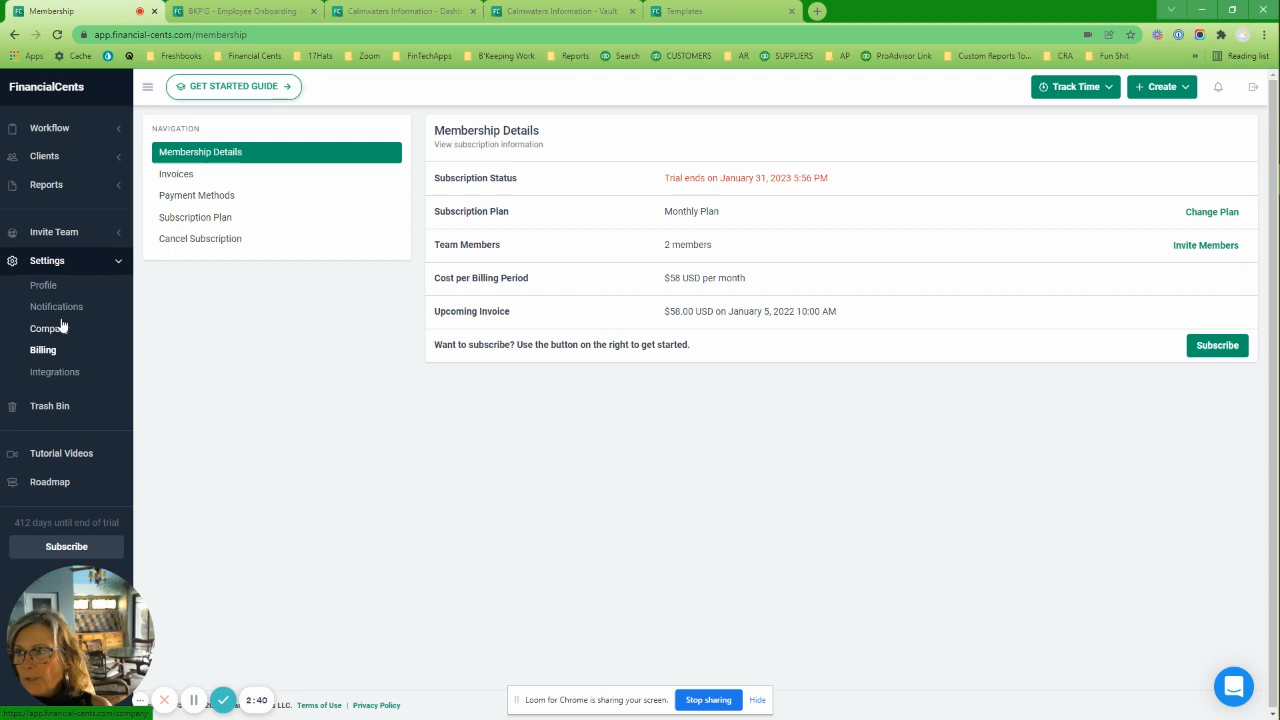 Membership
BKP'G - Employee Onboarding -
Calmwaters Information - Dashb
Calmwaters Information - Vault
Templates
app.financial-cents.com/membership
Apps
Cache
Freshbooks
Financial Cents
17Hats
Zoom
FinTechApps
B'Keeping Work
Reports
Search
CUSTOMERS
AR
SUPPLIERS
AP
ProAdvisor Link
Custom Reports To...
CRA
Fun Shit
»
Reading list
FinancialCents
GET STARTED GUIDE
Track Time
+ Create
Workflow
Clients
Reports
Invite Team
Settings
Profile
Notifications
Billing
Integrations
Trash Bin
Tutorial Videos
Roadmap
412 days until end of trial
Subscribe
NAVIGATION
Membership Details
Invoices
Payment Methods
Subscription Plan
Cancel Subscription
Membership Details
View subscription information
Subscription Status Trial ends on January 31, 2023 5:56 PM
Subscription Plan Monthly Plan Change Plan
Team Members 2 members Invite Members
Cost per Billing Period $58 USD per month
Upcoming Invoice $58.00 USD on January 5, 2022 10:00 AM
Want to subscribe? Use the button on the right to get started. Subscribe
2:40
LLC. Terms of Use | Privacy Policy
Loom for Chrome is sharing your screen. Stop sharing Hide
https://app.financial-cents.com/company